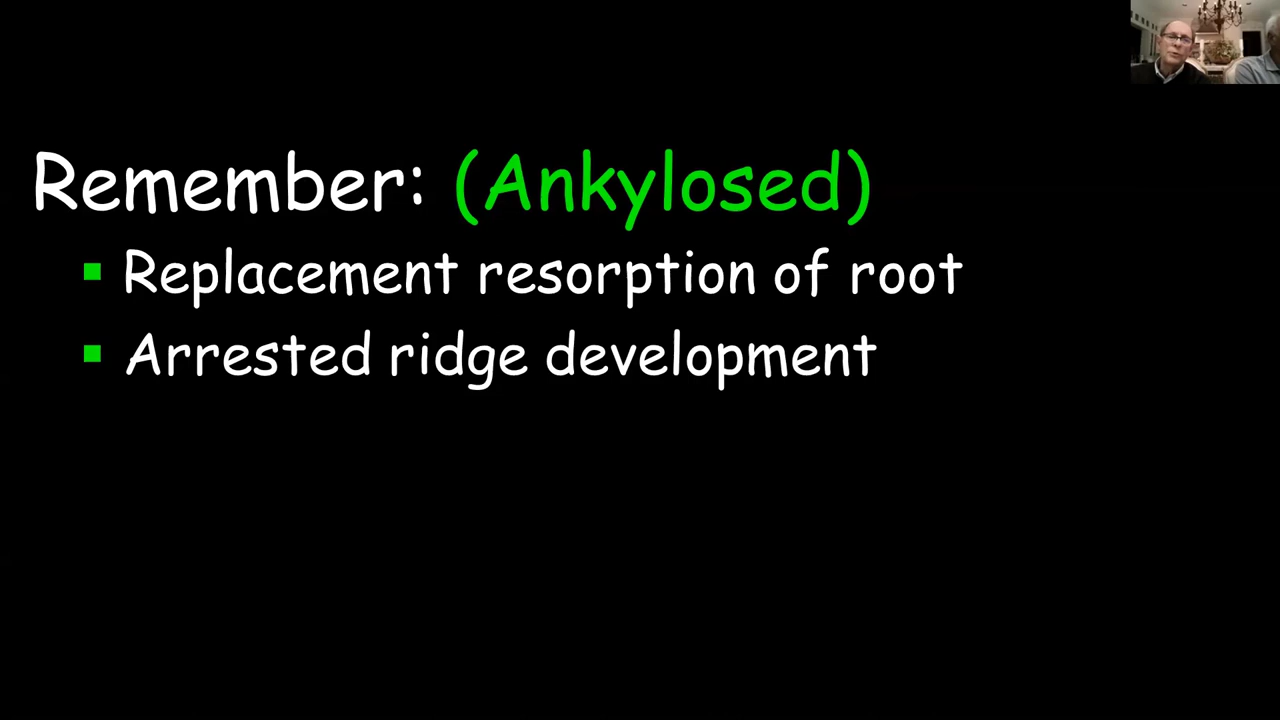 Remember: (Ankylosed)
Replacement resorption of root
Arrested ridge development